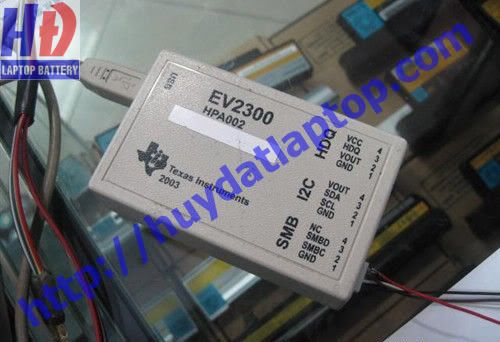 HĐ
LAPTOP BATTERY
USB
EV2300
HPA002
Texas Instruments
2003
HDQ
VCC 4
HDQ 3
VOUT 2
GND 1
I2C
VOUT 4
SDA 3
SCL 2
GND 1
SMB
NC 4
SMBD 3
SMBC 2
GND 1
http://huydatlaptop.com/